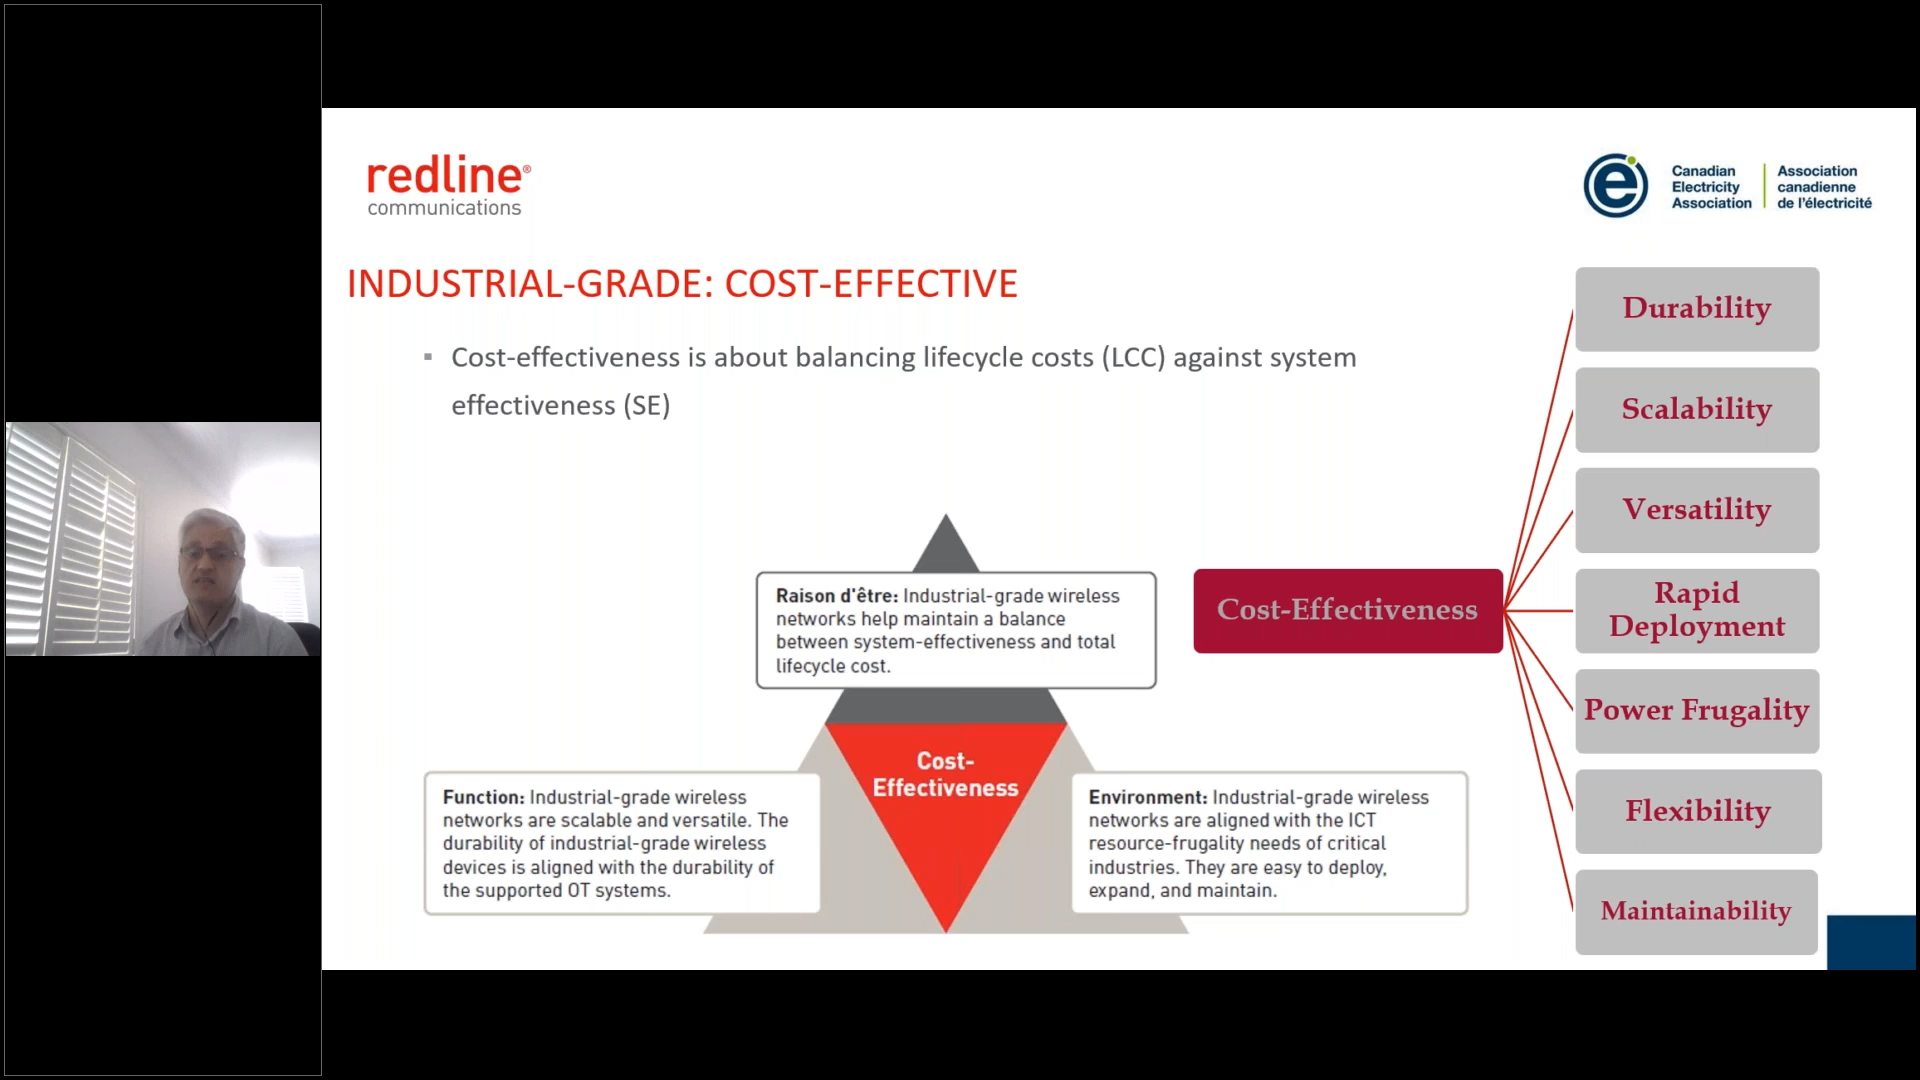 redline®
communications
Canadian
Electricity
Association
Association
canadienne
de l'électricité
INDUSTRIAL-GRADE: COST-EFFECTIVE
▪ Cost-effectiveness is about balancing lifecycle costs (LCC) against system
effectiveness (SE)
Raison d'être: Industrial-grade wireless
networks help maintain a balance
between system-effectiveness and total
lifecycle cost.
Cost-
Effectiveness
Function: Industrial-grade wireless
networks are scalable and versatile. The
durability of industrial-grade wireless
devices is aligned with the durability of
the supported OT systems.
Environment: Industrial-grade wireless
networks are aligned with the ICT
resource-frugality needs of critical
industries. They are easy to deploy,
expand, and maintain.
Cost-Effectiveness
Durability
Scalability
Versatility
Rapid
Deployment
Power Frugality
Flexibility
Maintainability